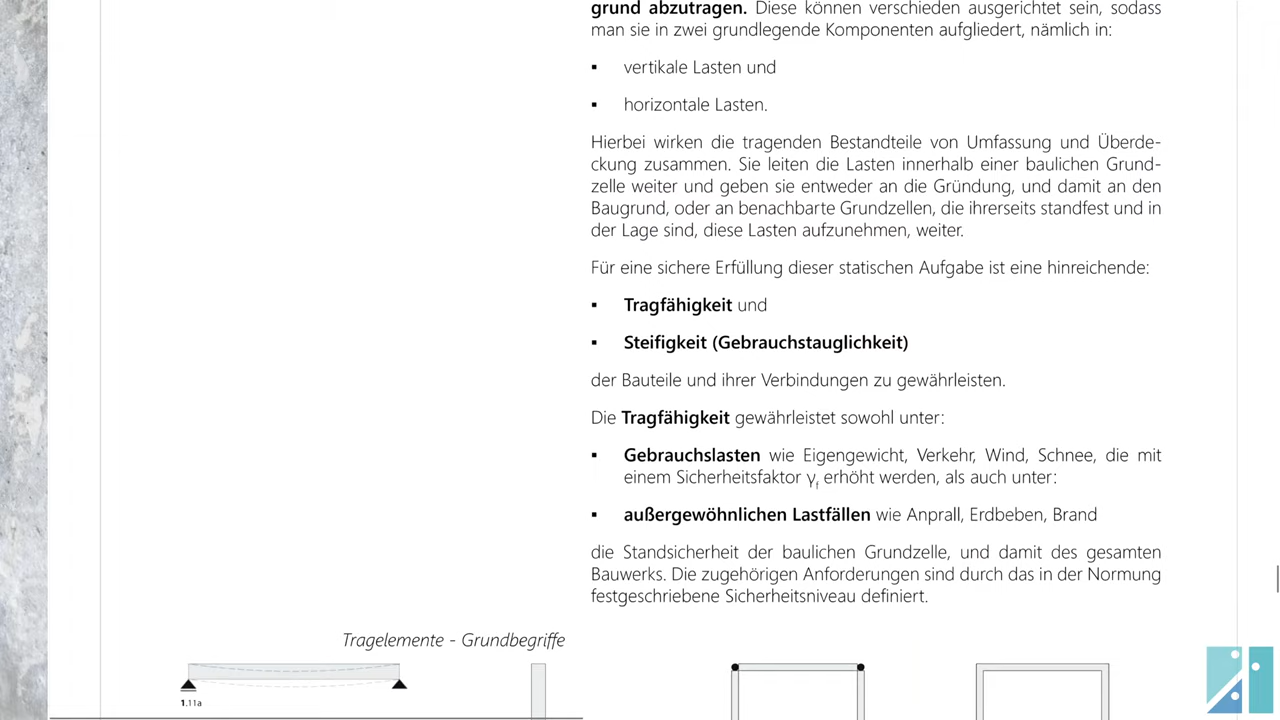 grund abzutragen. Diese können verschieden ausgerichtet sein, sodass
man sie in zwei grundlegende Komponenten aufgliedert, nämlich in:
▪ vertikale Lasten und
▪ horizontale Lasten.
Hierbei wirken die tragenden Bestandteile von Umfassung und Überde-
ckung zusammen. Sie leiten die Lasten innerhalb einer baulichen Grund-
zelle weiter und geben sie entweder an die Gründung, und damit an den
Baugrund, oder an benachbarte Grundzellen, die ihrerseits standfest und in
der Lage sind, diese Lasten aufzunehmen, weiter.
Für eine sichere Erfüllung dieser statischen Aufgabe ist eine hinreichende:
▪ Tragfähigkeit und
▪ Steifigkeit (Gebrauchstauglichkeit)
der Bauteile und ihrer Verbindungen zu gewährleisten.
Die Tragfähigkeit gewährleistet sowohl unter:
▪ Gebrauchslasten wie Eigengewicht, Verkehr, Wind, Schnee, die mit
einem Sicherheitsfaktor γf erhöht werden, als auch unter:
▪ außergewöhnlichen Lastfällen wie Anprall, Erdbeben, Brand
die Standsicherheit der baulichen Grundzelle, und damit des gesamten
Bauwerks. Die zugehörigen Anforderungen sind durch das in der Normung
festgeschriebene Sicherheitsniveau definiert.
Tragelemente - Grundbegriffe
1.11a